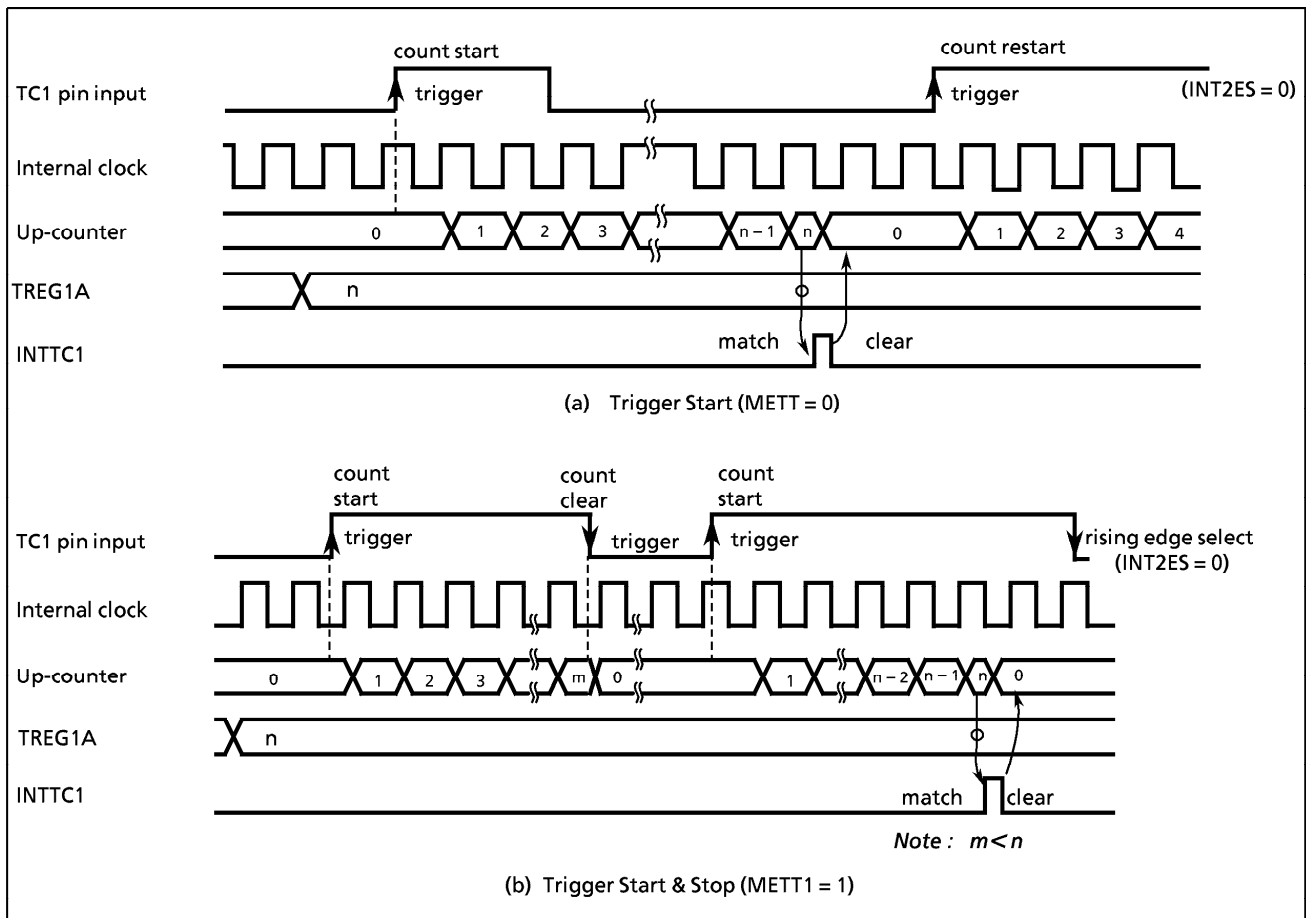 count start
count restart
TC1 pin input
trigger
trigger
(INT2ES = 0)
Internal clock
Up-counter
0 1 2 3 n – 1 n 0 1 2 3 4
TREG1A
n
INTTC1
match
clear
(a) Trigger Start (METT = 0)
count start
count clear
count start
TC1 pin input
trigger
trigger
trigger
rising edge select
(INT2ES = 0)
Internal clock
Up-counter
0 1 2 3 m 0 1 n – 2 n – 1 n 0
TREG1A
n
INTTC1
match
clear
Note : m < n
(b) Trigger Start & Stop (METT1 = 1)